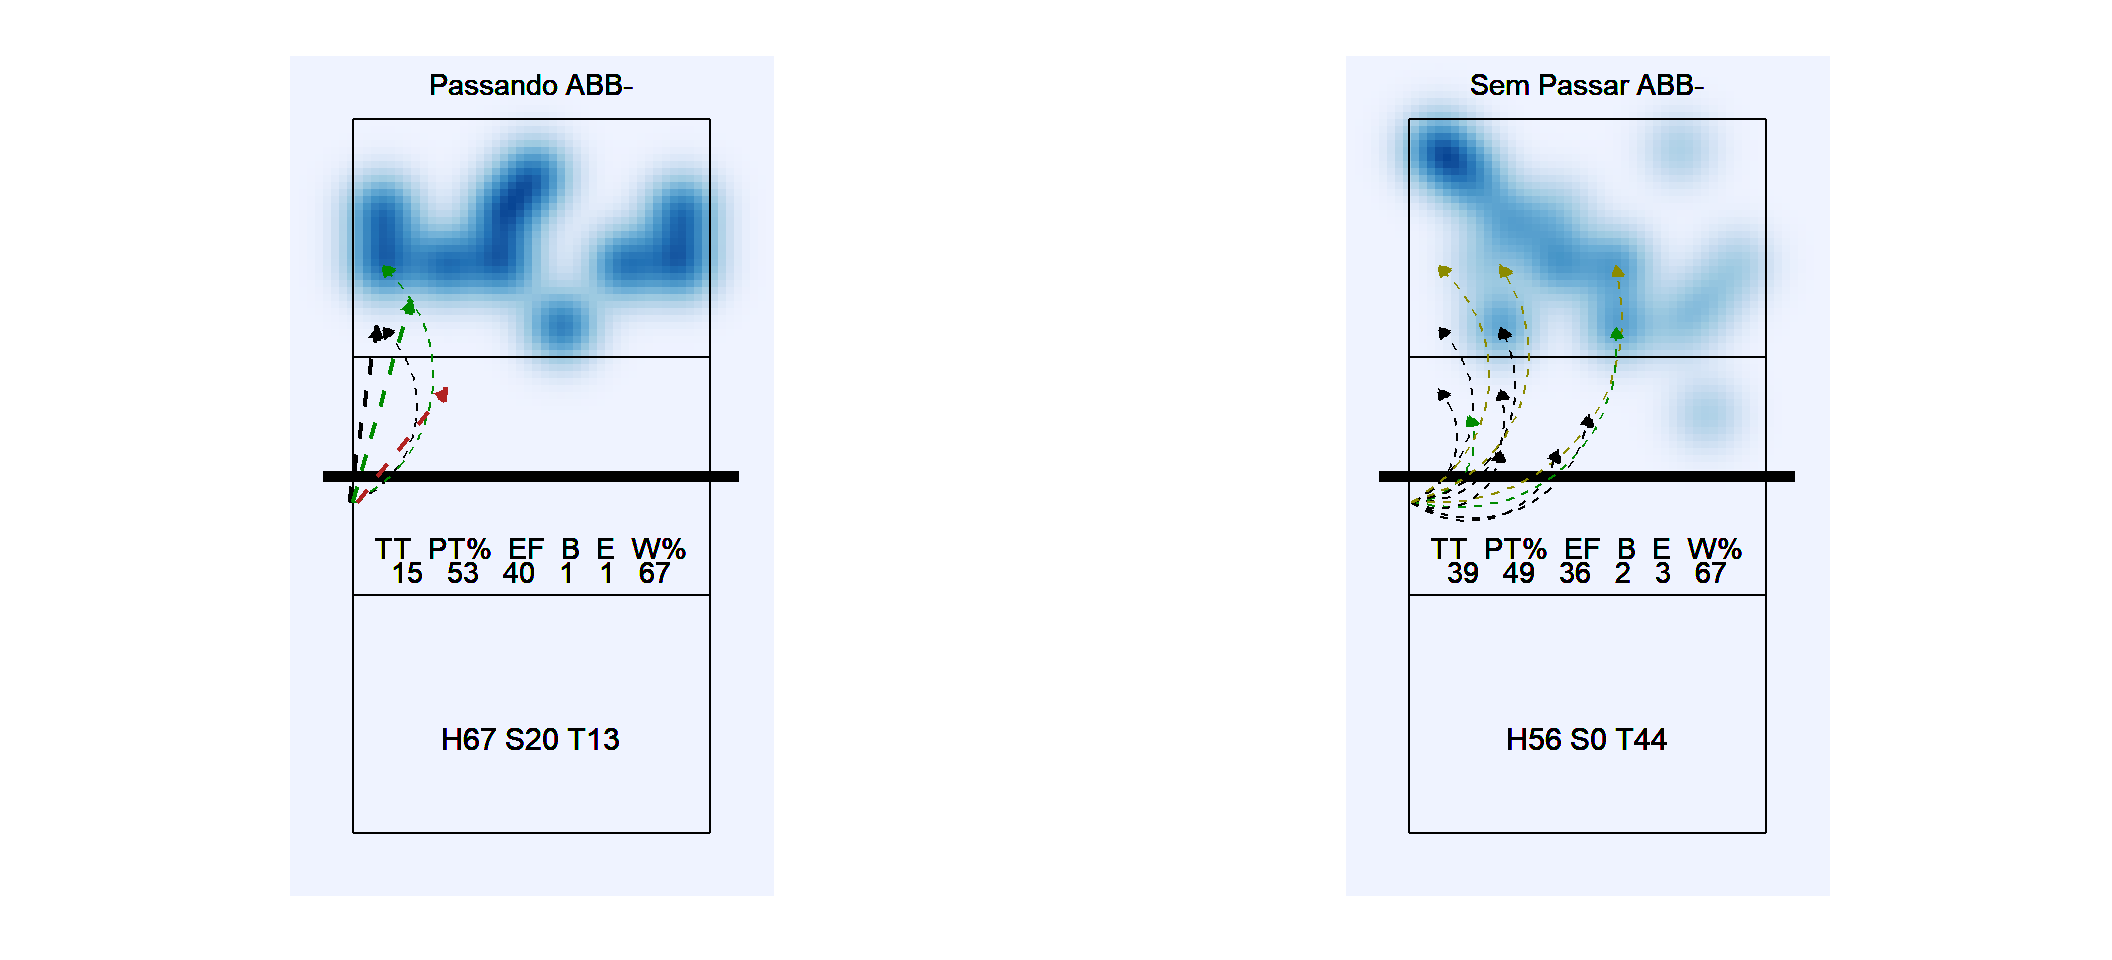 Passando ABB-
TT PT% EF B E W%
15 53 40 1 1 67
H67 S20 T13
Sem Passar ABB-
TT PT% EF B E W%
39 49 36 2 3 67
H56 S0 T44